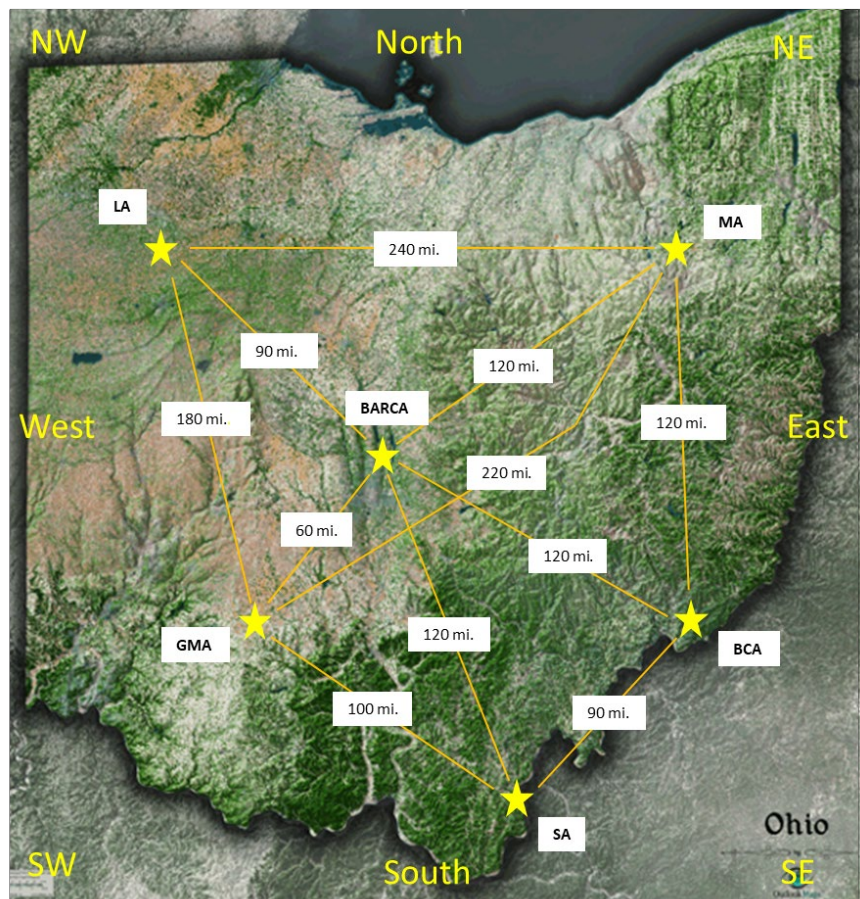 NW
North
NE
LA
MA
240 mi.
90 mi.
120 mi.
BARCA
180 mi.
120 mi.
West
East
220 mi.
60 mi.
120 mi.
GMA
120 mi.
BCA
100 mi.
90 mi.
SA
Ohio
SW
South
SE